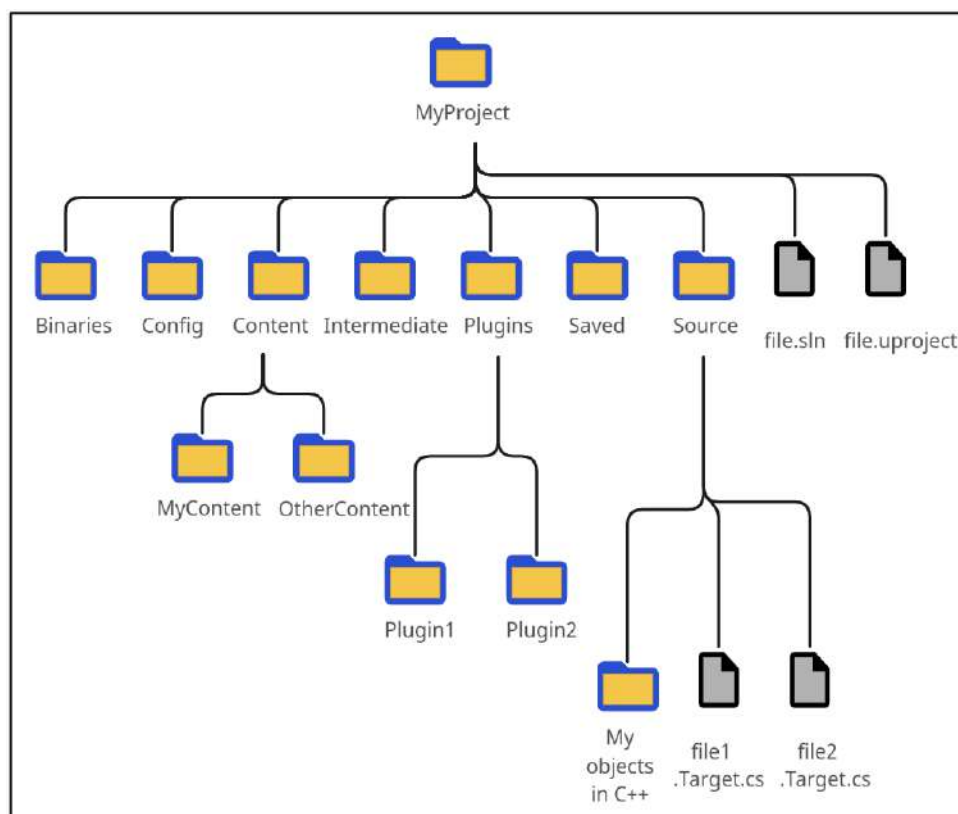 MyProject
Binaries
Config
Content
Intermediate
Plugins
Saved
Source
file.sln
file.uproject
MyContent
OtherContent
Plugin1
Plugin2
My
objects
in C++
file1
.Target.cs
file2
.Target.cs